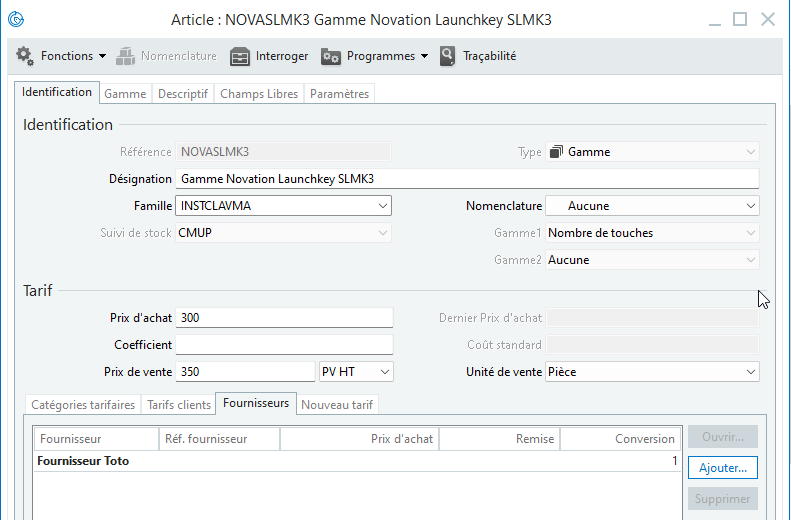 Article : NOVASLMK3 Gamme Novation Launchkey SLMK3
Fonctions Nomenclature Interroger Programmes Traçabilité
Identification Gamme Descriptif Champs Libres Paramètres
Identification
Référence NOVASLMK3 Type Gamme
Désignation Gamme Novation Launchkey SLMK3
Famille INSTCLAVMA Nomenclature Aucune
Suivi de stock CMUP Gamme1 Nombre de touches
Gamme2 Aucune
Tarif
Prix d'achat 300 Dernier Prix d'achat
Coefficient Coût standard
Prix de vente 350 PV HT Unité de vente Pièce
Catégories tarifaires Tarifs clients Fournisseurs Nouveau tarif
Fournisseur Réf. fournisseur Prix d'achat Remise Conversion Ouvrir...
Fournisseur Toto 1 Ajouter...
Supprimer